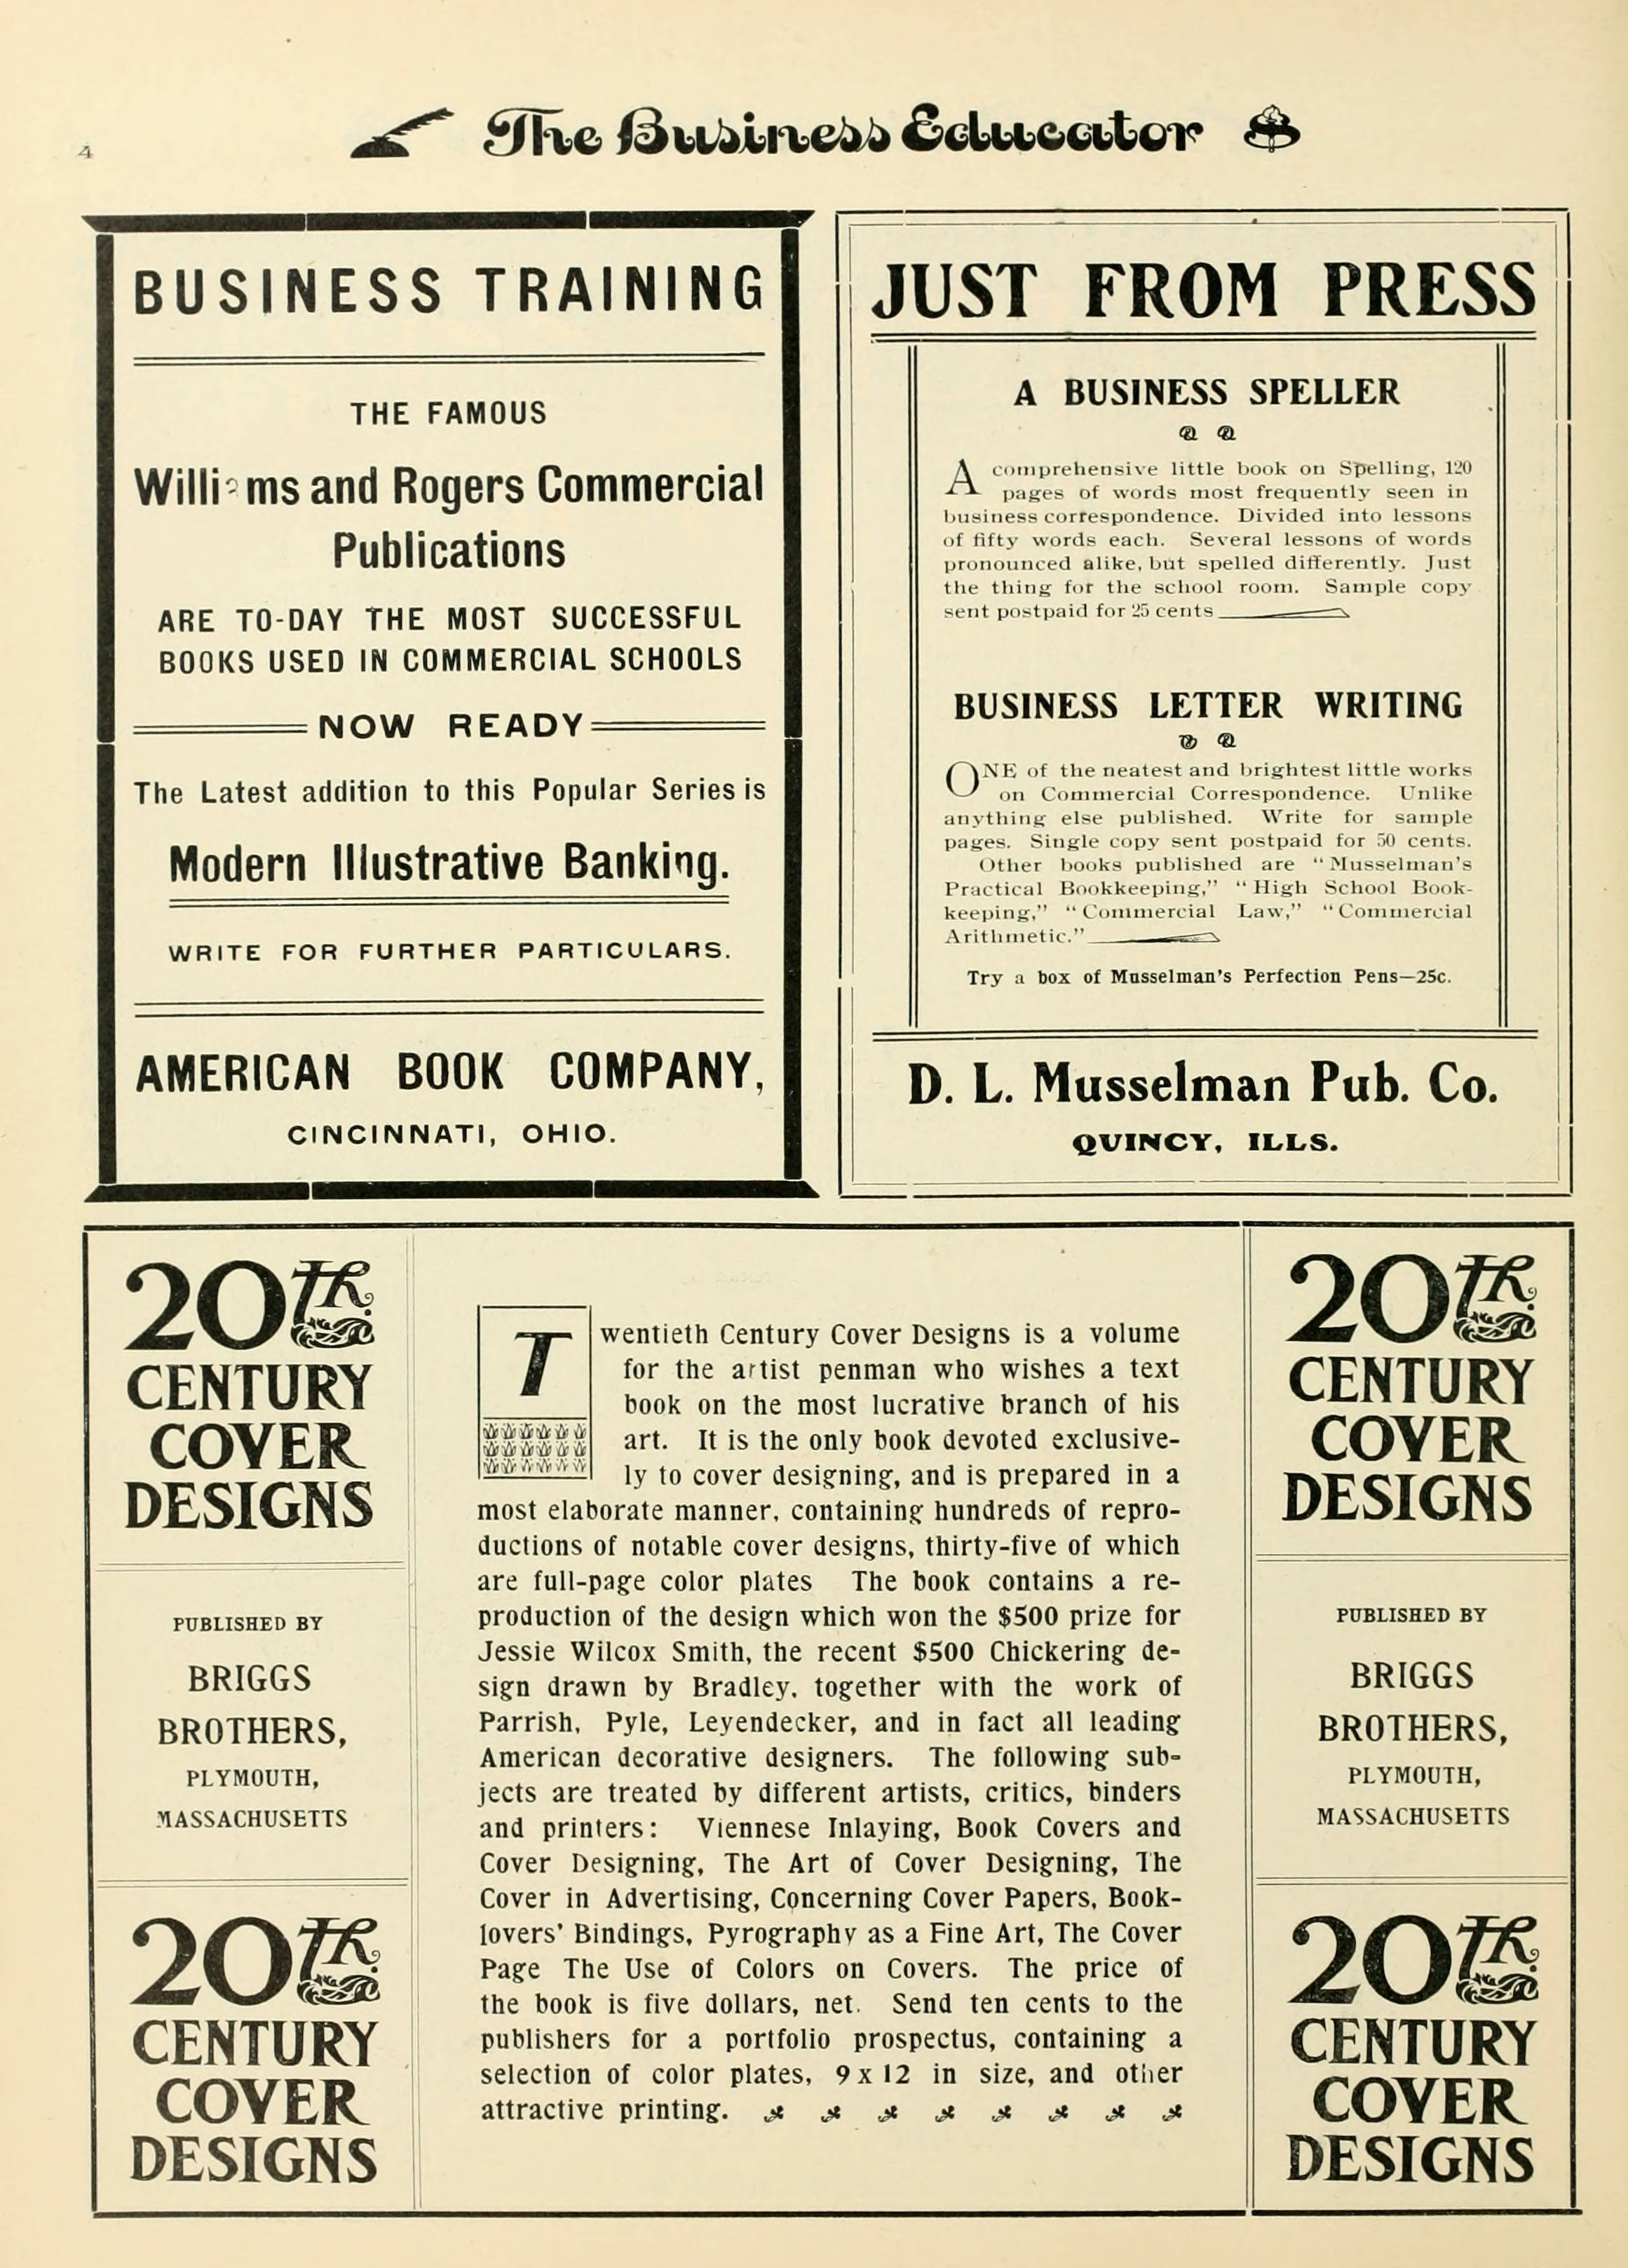 4
The Business Educator
BUSINESS TRAINING
THE FAMOUS
Williams and Rogers Commercial
Publications
ARE TO-DAY THE MOST SUCCESSFUL
BOOKS USED IN COMMERCIAL SCHOOLS
NOW READY
The Latest addition to this Popular Series is
Modern Illustrative Banking.
WRITE FOR FURTHER PARTICULARS.
AMERICAN BOOK COMPANY,
CINCINNATI, OHIO.
JUST FROM PRESS
A BUSINESS SPELLER
A comprehensive little book on Spelling, 120
pages of words most frequently seen in
business correspondence. Divided into lessons
of fifty words each. Several lessons of words
pronounced alike, but spelled differently. Just
the thing for the school room. Sample copy
sent postpaid for 25 cents
BUSINESS LETTER WRITING
ONE of the neatest and brightest little works
on Commercial Correspondence. Unlike
anything else published. Write for sample
pages. Single copy sent postpaid for 50 cents.
Other books published are "Musselman's
Practical Bookkeeping," "High School Book-
keeping," "Commercial Law," "Commercial
Arithmetic."
Try a box of Musselman's Perfection Pens—25c.
D. L. Musselman Pub. Co.
QUINCY, ILLS.
20TH.
CENTURY
COVER
DESIGNS
PUBLISHED BY
BRIGGS
BROTHERS,
PLYMOUTH,
MASSACHUSETTS
20TH.
CENTURY
COVER
DESIGNS
Twentieth Century Cover Designs is a volume
for the artist penman who wishes a text
book on the most lucrative branch of his
art. It is the only book devoted exclusive-
ly to cover designing, and is prepared in a
most elaborate manner, containing hundreds of repro-
ductions of notable cover designs, thirty-five of which
are full-page color plates The book contains a re-
production of the design which won the $500 prize for
Jessie Wilcox Smith, the recent $500 Chickering de-
sign drawn by Bradley, together with the work of
Parrish, Pyle, Leyendecker, and in fact all leading
American decorative designers. The following sub-
jects are treated by different artists, critics, binders
and printers: Viennese Inlaying, Book Covers and
Cover Designing, The Art of Cover Designing, The
Cover in Advertising, Concerning Cover Papers, Book-
lovers' Bindings, Pyrography as a Fine Art, The Cover
Page The Use of Colors on Covers. The price of
the book is five dollars, net. Send ten cents to the
publishers for a portfolio prospectus, containing a
selection of color plates, 9 x 12 in size, and other
attractive printing.
20TH.
CENTURY
COVER
DESIGNS
PUBLISHED BY
BRIGGS
BROTHERS,
PLYMOUTH,
MASSACHUSETTS
20TH.
CENTURY
COVER
DESIGNS